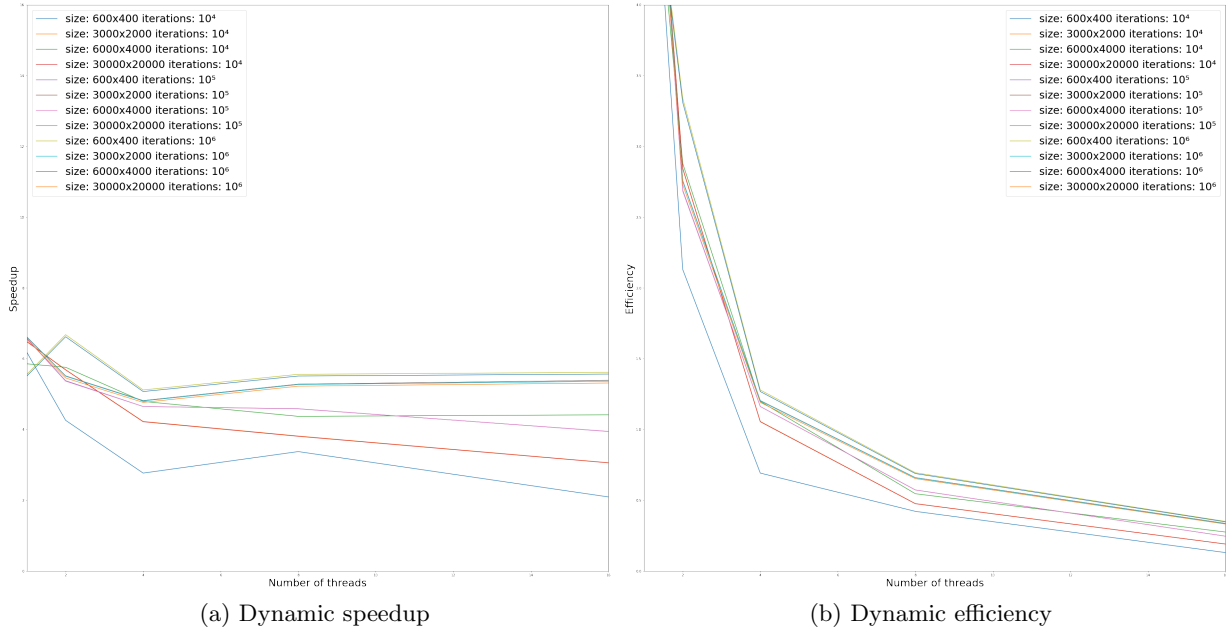 size: 600x400 iterations: 10⁴
size: 3000x2000 iterations: 10⁴
size: 6000x4000 iterations: 10⁴
size: 30000x20000 iterations: 10⁴
size: 600x400 iterations: 10⁵
size: 3000x2000 iterations: 10⁵
size: 6000x4000 iterations: 10⁵
size: 30000x20000 iterations: 10⁵
size: 600x400 iterations: 10⁶
size: 3000x2000 iterations: 10⁶
size: 6000x4000 iterations: 10⁶
size: 30000x20000 iterations: 10⁶
Speedup
Number of threads
(a) Dynamic speedup
size: 600x400 iterations: 10⁴
size: 3000x2000 iterations: 10⁴
size: 6000x4000 iterations: 10⁴
size: 30000x20000 iterations: 10⁴
size: 600x400 iterations: 10⁵
size: 3000x2000 iterations: 10⁵
size: 6000x4000 iterations: 10⁵
size: 30000x20000 iterations: 10⁵
size: 600x400 iterations: 10⁶
size: 3000x2000 iterations: 10⁶
size: 6000x4000 iterations: 10⁶
size: 30000x20000 iterations: 10⁶
Efficiency
Number of threads
(b) Dynamic efficiency